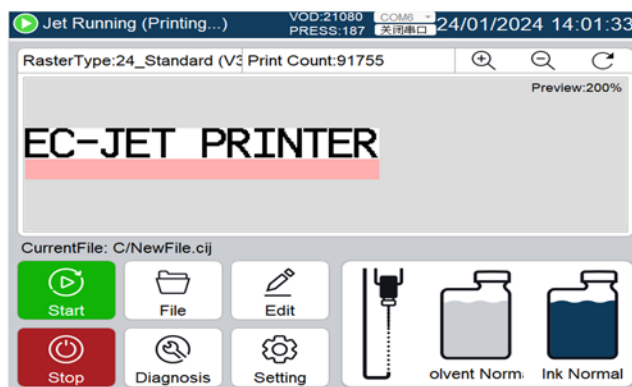 Jet Running (Printing...)
VOD:21080
PRESS:187
COM6
关闭串口
24/01/2024 14:01:33
RasterType:24_Standard (V3
Print Count:91755
Preview:200%
EC-JET PRINTER
CurrentFile: C/NewFile.cij
Start
File
Edit
Stop
Diagnosis
Setting
olvent Norm
Ink Normal